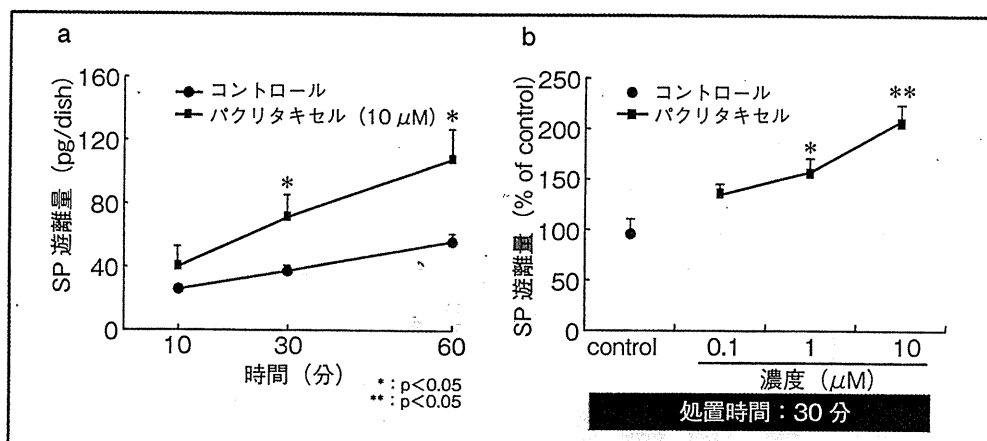 a
SP 遊離量 (pg/dish)
160
120
80
40
0
コントロール
パクリタキセル (10 μM)
*
*
10 30 60
時間 (分)
*:p<0.05
**:p<0.05
b
SP 遊離量 (% of control)
250
200
150
100
50
0
コントロール
パクリタキセル
*
**
control 0.1 1 10
濃度 (μM)
処置時間:30 分